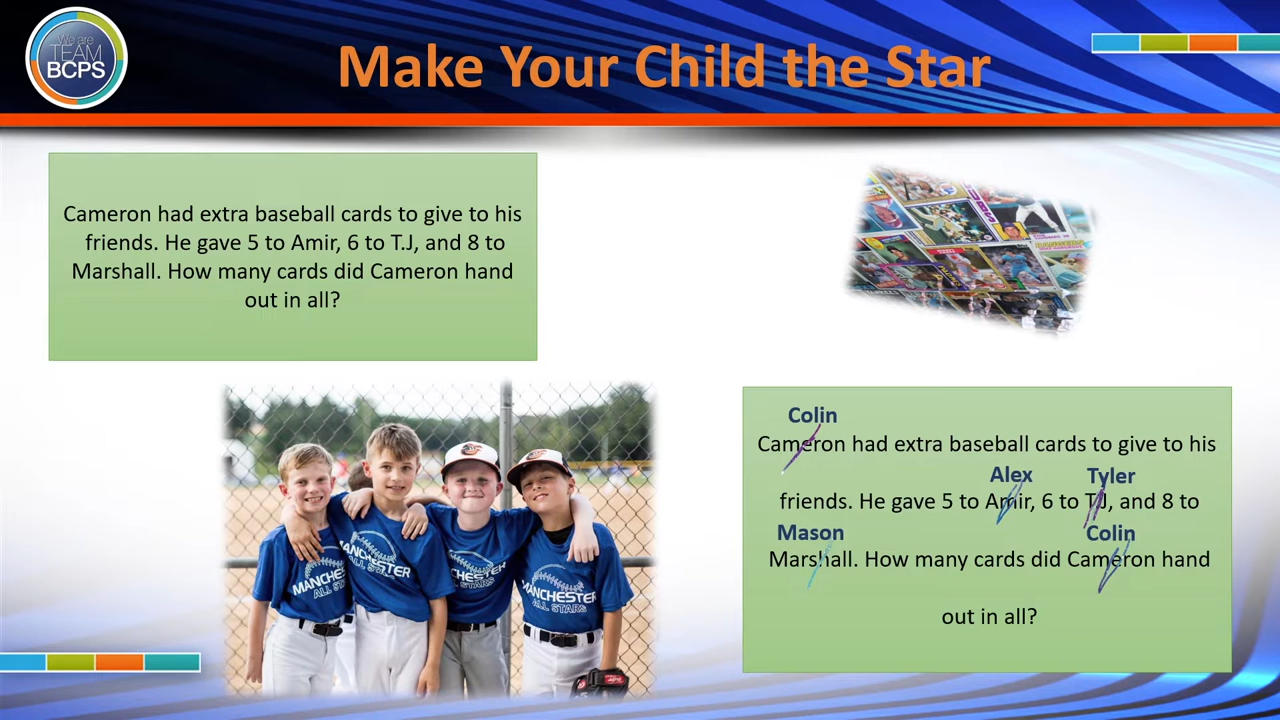 We are
TEAM
BCPS
Make Your Child the Star
Cameron had extra baseball cards to give to his
friends. He gave 5 to Amir, 6 to T.J, and 8 to
Marshall. How many cards did Cameron hand
out in all?
MANCHESTER
ALL STARS
MANCHESTER
ALL STARS
MANCHESTER
ALL STARS
Colin
Cameron had extra baseball cards to give to his
Alex Tyler
friends. He gave 5 to Amir, 6 to T.J, and 8 to
Mason Colin
Marshall. How many cards did Cameron hand
out in all?